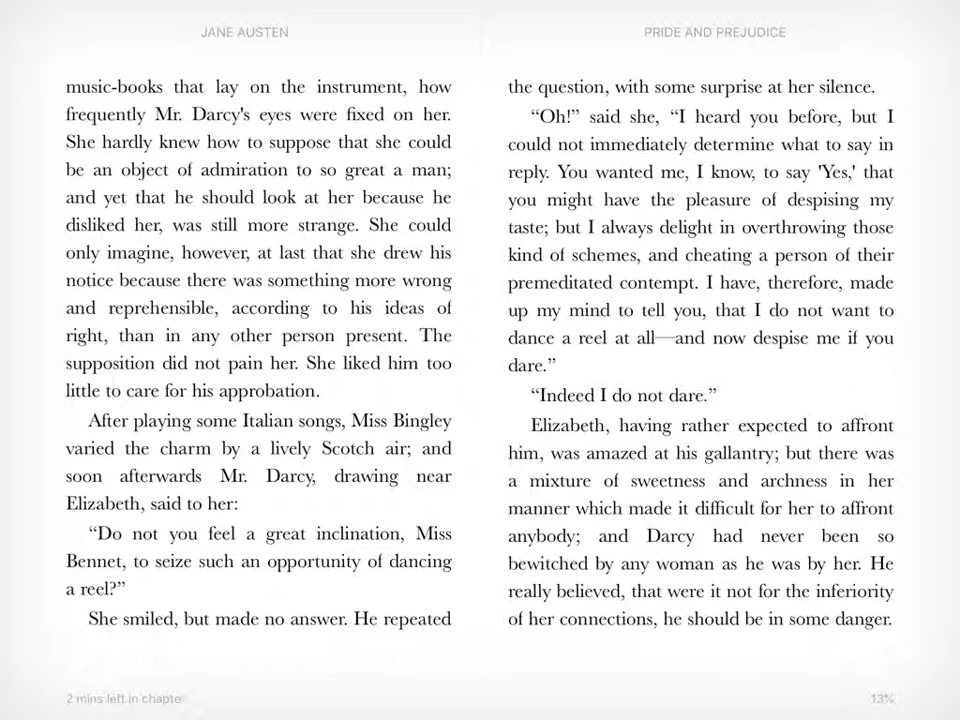 JANE AUSTEN
music-books that lay on the instrument, how
frequently Mr. Darcy's eyes were fixed on her.
She hardly knew how to suppose that she could
be an object of admiration to so great a man;
and yet that he should look at her because he
disliked her, was still more strange. She could
only imagine, however, at last that she drew his
notice because there was something more wrong
and reprehensible, according to his ideas of
right, than in any other person present. The
supposition did not pain her. She liked him too
little to care for his approbation.
After playing some Italian songs, Miss Bingley
varied the charm by a lively Scotch air; and
soon afterwards Mr. Darcy, drawing near
Elizabeth, said to her:
“Do not you feel a great inclination, Miss
Bennet, to seize such an opportunity of dancing
a reel?”
She smiled, but made no answer. He repeated
2 mins left in chapte
PRIDE AND PREJUDICE
the question, with some surprise at her silence.
“Oh!” said she, “I heard you before, but I
could not immediately determine what to say in
reply. You wanted me, I know, to say 'Yes,' that
you might have the pleasure of despising my
taste; but I always delight in overthrowing those
kind of schemes, and cheating a person of their
premeditated contempt. I have, therefore, made
up my mind to tell you, that I do not want to
dance a reel at all—and now despise me if you
dare.”
“Indeed I do not dare.”
Elizabeth, having rather expected to affront
him, was amazed at his gallantry; but there was
a mixture of sweetness and archness in her
manner which made it difficult for her to affront
anybody; and Darcy had never been so
bewitched by any woman as he was by her. He
really believed, that were it not for the inferiority
of her connections, he should be in some danger.
13%